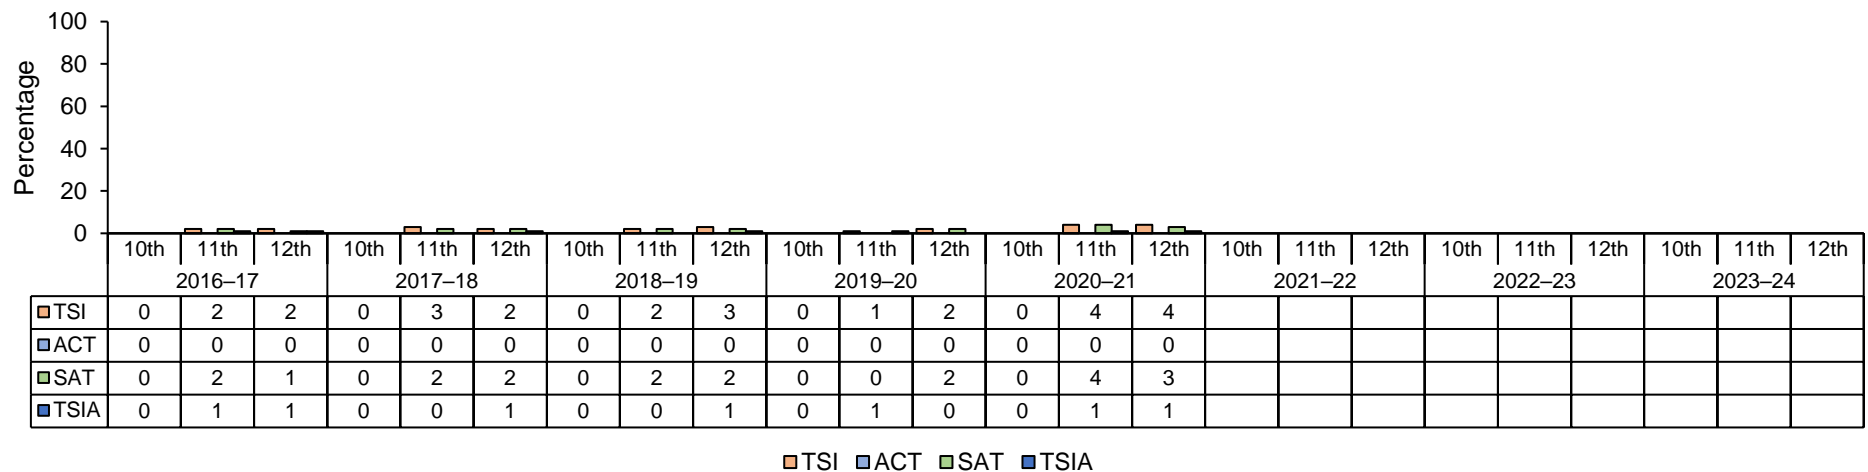 100
80
60
40
20
0
Percentage
10th 11th 12th 10th 11th 12th 10th 11th 12th 10th 11th 12th 10th 11th 12th 10th 11th 12th 10th 11th 12th 10th 11th 12th
2016–17 2017–18 2018–19 2019–20 2020–21 2021–22 2022–23 2023–24
TSI 0 2 2 0 3 2 0 2 3 0 1 2 0 4 4
ACT 0 0 0 0 0 0 0 0 0 0 0 0 0 0 0
SAT 0 2 1 0 2 2 0 2 2 0 0 2 0 4 3
TSIA 0 1 1 0 0 1 0 0 1 0 1 0 0 1 1
TSI ACT SAT TSIA